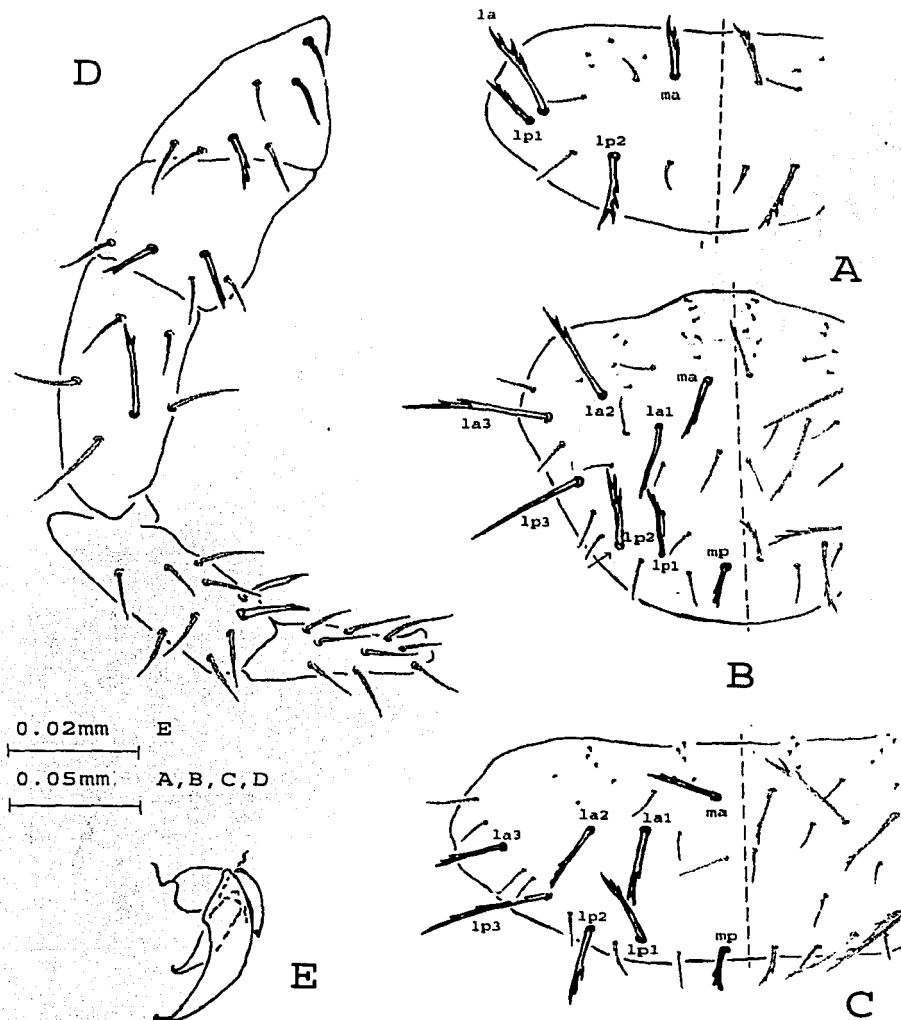 D
la
ma
lp1
lp2
A
ma
la2
la1
la3
lp3
lp2
lp1
mp
B
0.02mm E
0.05mm A,B,C,D
ma
la2
la1
la3
lp3
lp2
lp1
mp
E
C